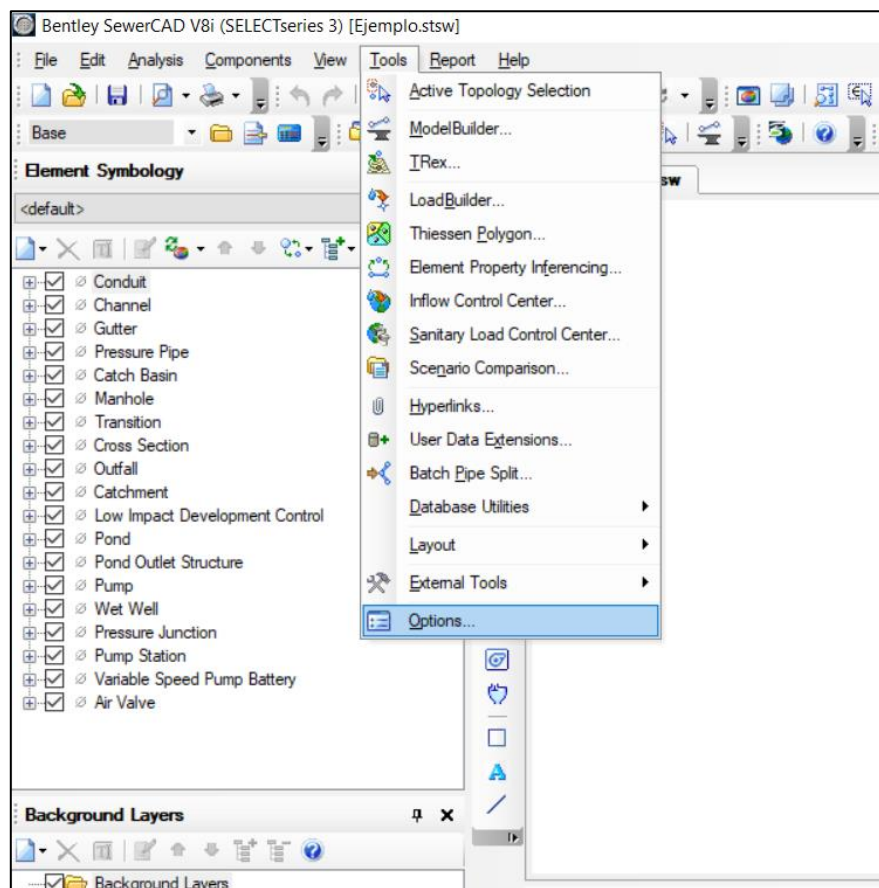 Bentley SewerCAD V8i (SELECTseries 3) [Ejemplo.stsw]
File Edit Analysis Components View Tools Report Help
Base
Element Symbology
<default>
Conduit
Channel
Gutter
Pressure Pipe
Catch Basin
Manhole
Transition
Cross Section
Outfall
Catchment
Low Impact Development Control
Pond
Pond Outlet Structure
Pump
Wet Well
Pressure Junction
Pump Station
Variable Speed Pump Battery
Air Valve
Active Topology Selection
ModelBuilder...
TRex...
LoadBuilder...
Thiessen Polygon...
Element Property Inferencing...
Inflow Control Center...
Sanitary Load Control Center...
Scenario Comparison...
Hyperlinks...
User Data Extensions...
Batch Pipe Split...
Database Utilities
Layout
External Tools
Options...
sw
Background Layers
Background Layers